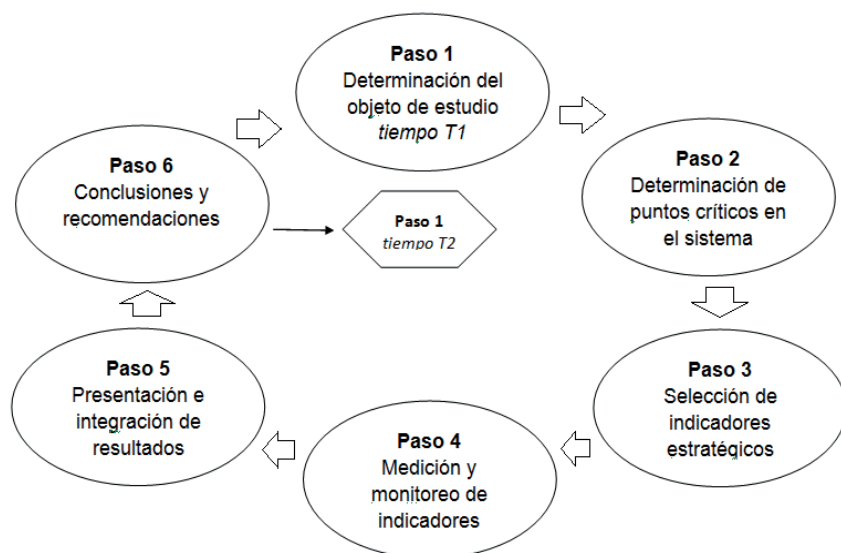 Paso 1
Determinación del
objeto de estudio
tiempo T1
Paso 2
Determinación de
puntos críticos en
el sistema
Paso 3
Selección de
indicadores
estratégicos
Paso 4
Medición y
monitoreo de
indicadores
Paso 5
Presentación e
integración de
resultados
Paso 6
Conclusiones y
recomendaciones
Paso 1
tiempo T2